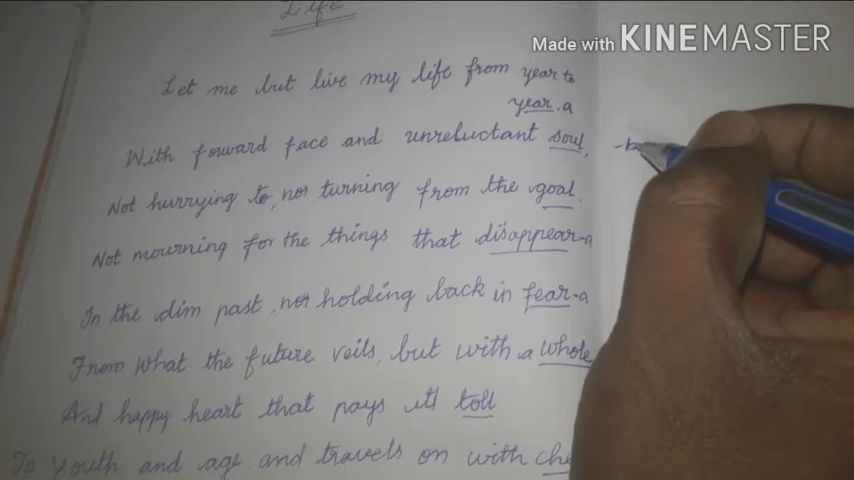 Life
Made with KINEMASTER
Let me but live my life from year to
year. a
With forward face and unreluctant soul, -b
Not hurrying to, nor turning from the goal.
Not mourning for the things that disappear-a
In the dim past, nor holding back in fear-a
From what the future veils, but with a whole
And happy heart that pays its toll
To youth and age, and travels on with che